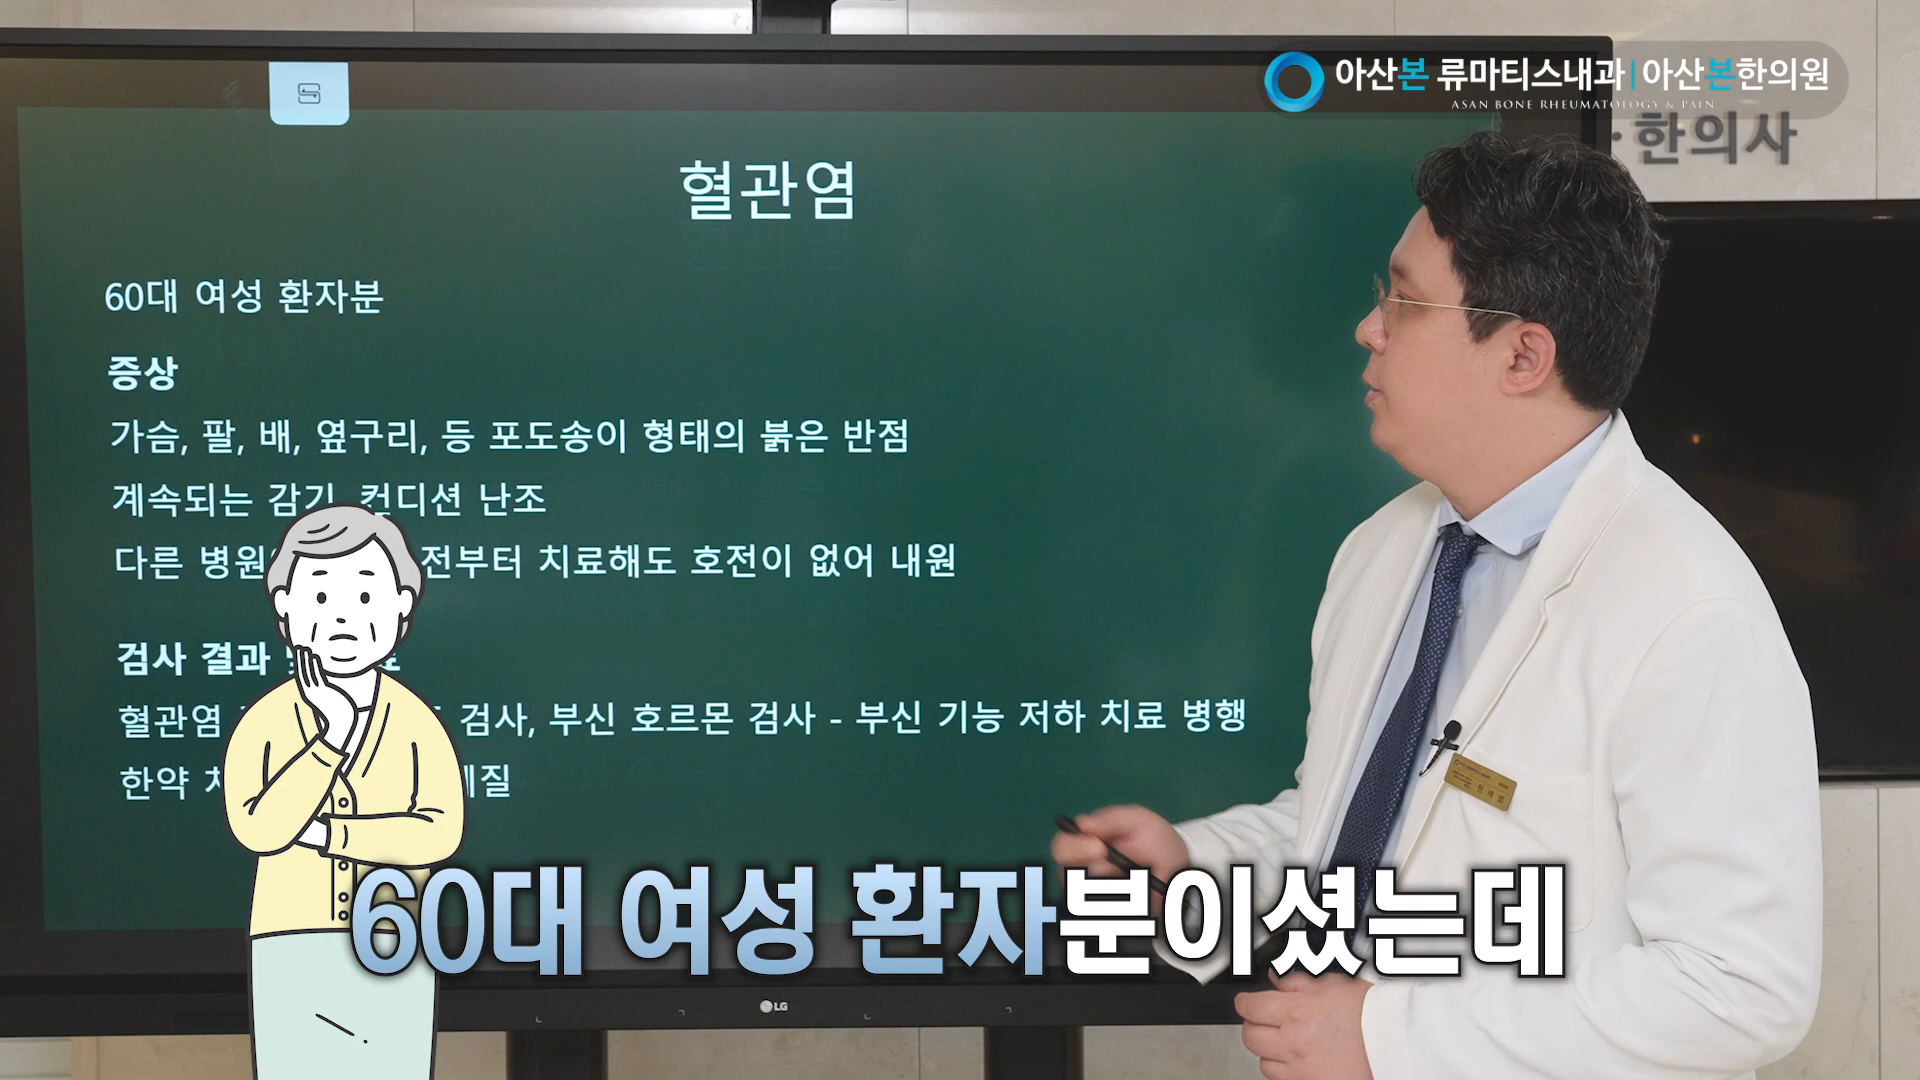 아산본 류마티스내과 | 아산본한의원
ASAN BONE RHEUMATOLOGY & PAIN
· 한의사
혈관염
60대 여성 환자분
증상
가슴, 팔, 배, 옆구리, 등 포도송이 형태의 붉은 반점
계속되는 감기, 컨디션 난조
다른 병원 전부터 치료해도 호전이 없어 내원
검사 결과
혈관염 검사, 부신 호르몬 검사 - 부신 기능 저하 치료 병행
한약
60대 여성 환자분이셨는데
LG